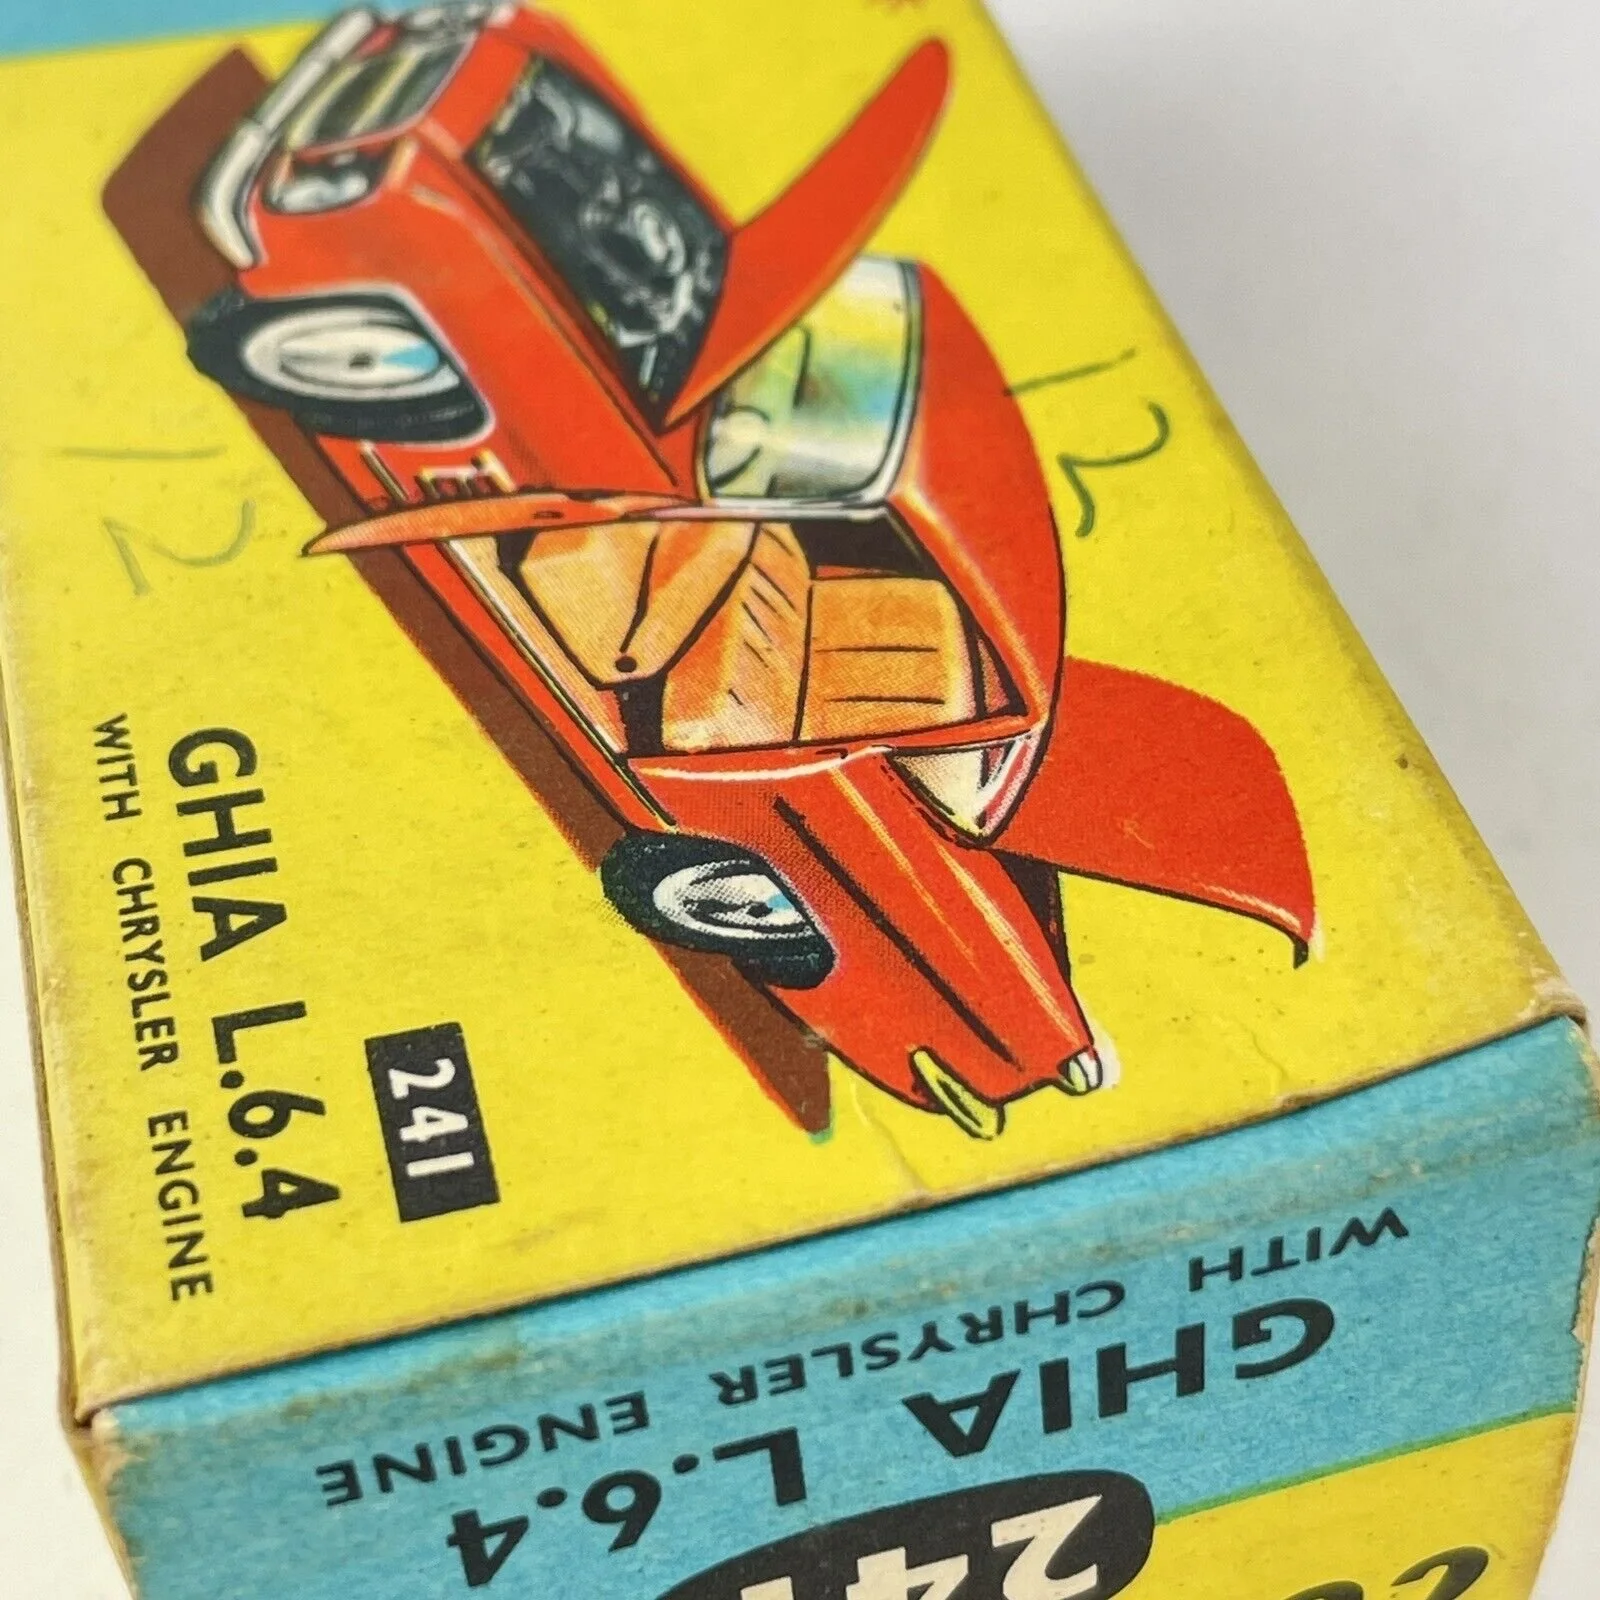 12
12
241
GHIA L.6.4
WITH CHRYSLER ENGINE
WITH CHRYSLER ENGINE
GHIA L.6.4
241